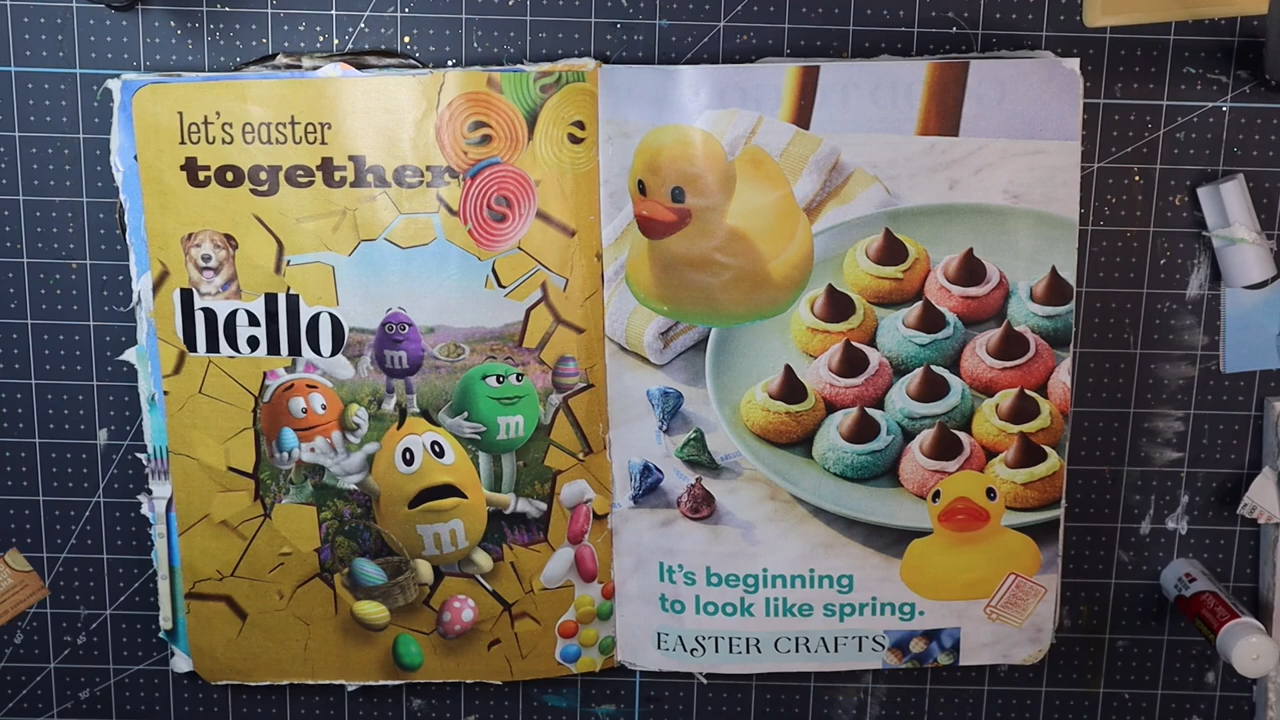 let's easter
together
hello
m
m
m
It's beginning
to look like spring.
EASTER CRAFTS